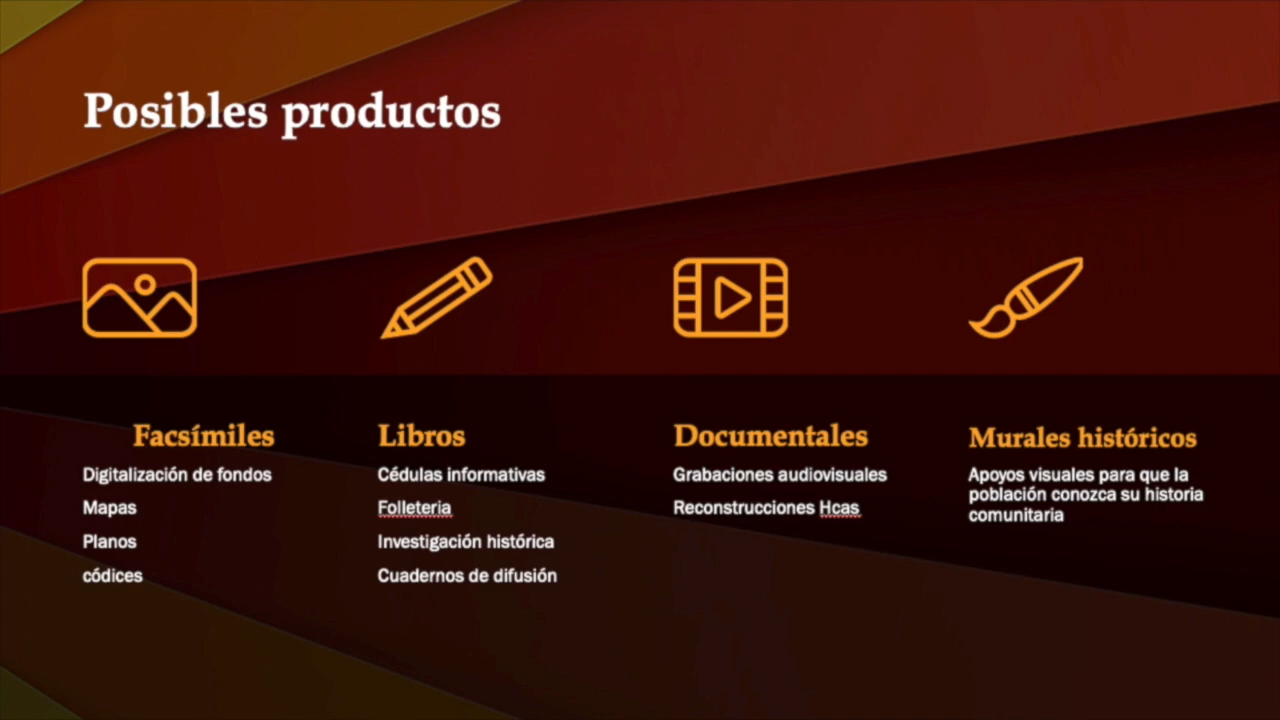 Posibles productos
Facsímiles
Digitalización de fondos
Mapas
Planos
códices
Libros
Cédulas informativas
Folleteria
Investigación histórica
Cuadernos de difusión
Documentales
Grabaciones audiovisuales
Reconstrucciones Hcas
Murales históricos
Apoyos visuales para que la
población conozca su historia
comunitaria